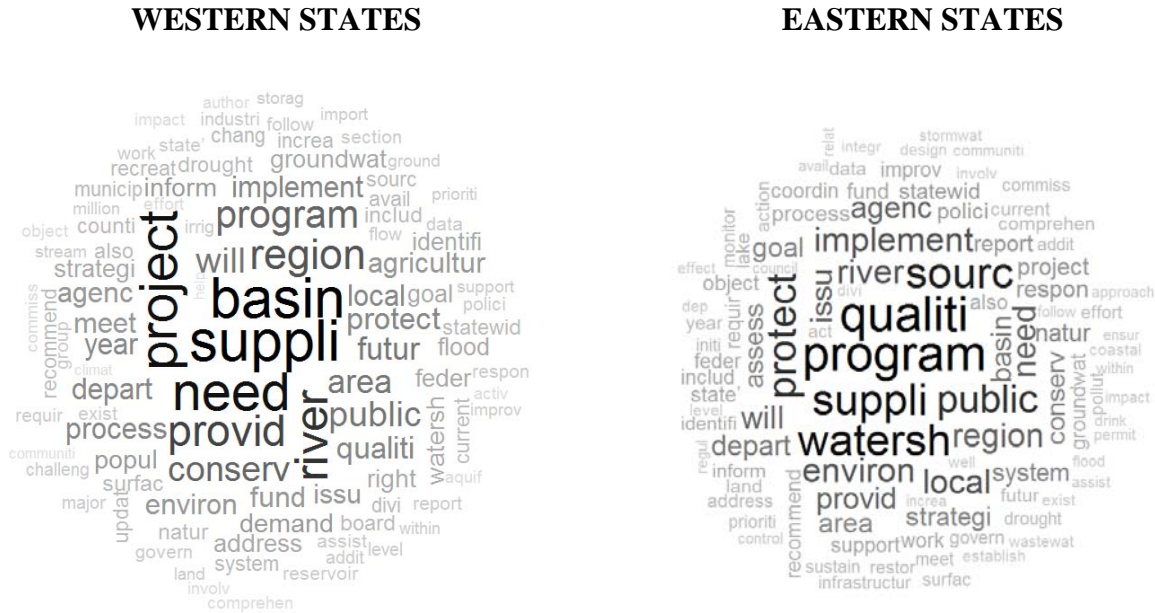 WESTERN STATES
EASTERN STATES
author storag
impact industri follow import
state' chang increa section
work
recreat drought groundwat ground
municip inform implement sourc prioriti
million effort avail
object counti irrig program includ data
stream also flow identifi
strategi project will region agricultur
help support
commiss agenc basin local goal polici
recommend group meet suppli protect statewid
year futur flood
climat
depart need area feder respon
requir exist river activ improv
process provid public watersh current
communiti
challeng popul conserv qualiti aquif
surfac right
major updat environ fund issu divi report
natur demand board within
govern address assist level
system addit
land reservoir
involv
comprehen
relat stormwat
integr design communiti
avail data improv involv
action coordin fund statewid commiss
process agenc polici current
monitor lake comprehen
goal implement report addit
effect council issu river sourc project
object protect divi respon approach
dep also
year requir assess act qualiti basin need follow effort
natur
initi program ensur
feder coastal
includ conserv groundwat pollut within
state' suppli public impact
level
identifi will drink
regul depart watersh region permit
inform environ well flood
land local system assist
address provid increa futur exist
prioriti recommend area strategi drought
control
support work govern wastewat
meet establish
sustain restor
infrastructur surfac